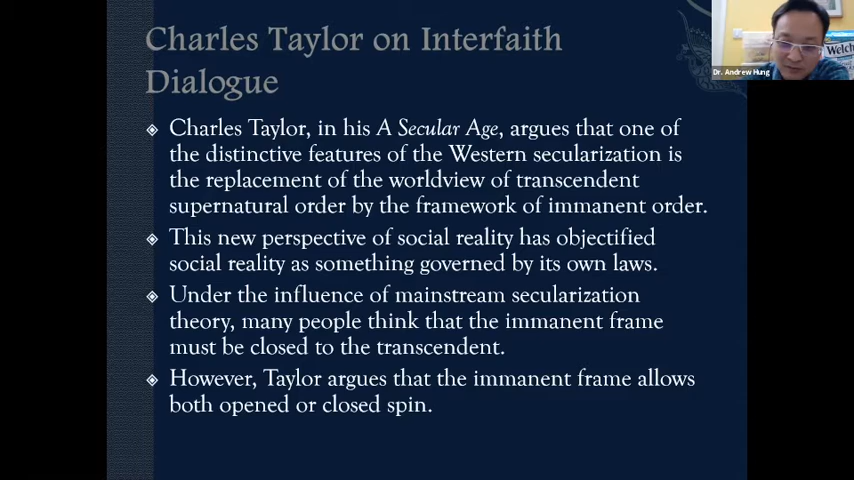 Charles Taylor on Interfaith
Dialogue
Charles Taylor, in his A Secular Age, argues that one of
the distinctive features of the Western secularization is
the replacement of the worldview of transcendent
supernatural order by the framework of immanent order.
This new perspective of social reality has objectified
social reality as something governed by its own laws.
Under the influence of mainstream secularization
theory, many people think that the immanent frame
must be closed to the transcendent.
However, Taylor argues that the immanent frame allows
both opened or closed spin.
Dr. Andrew Hung
Welch